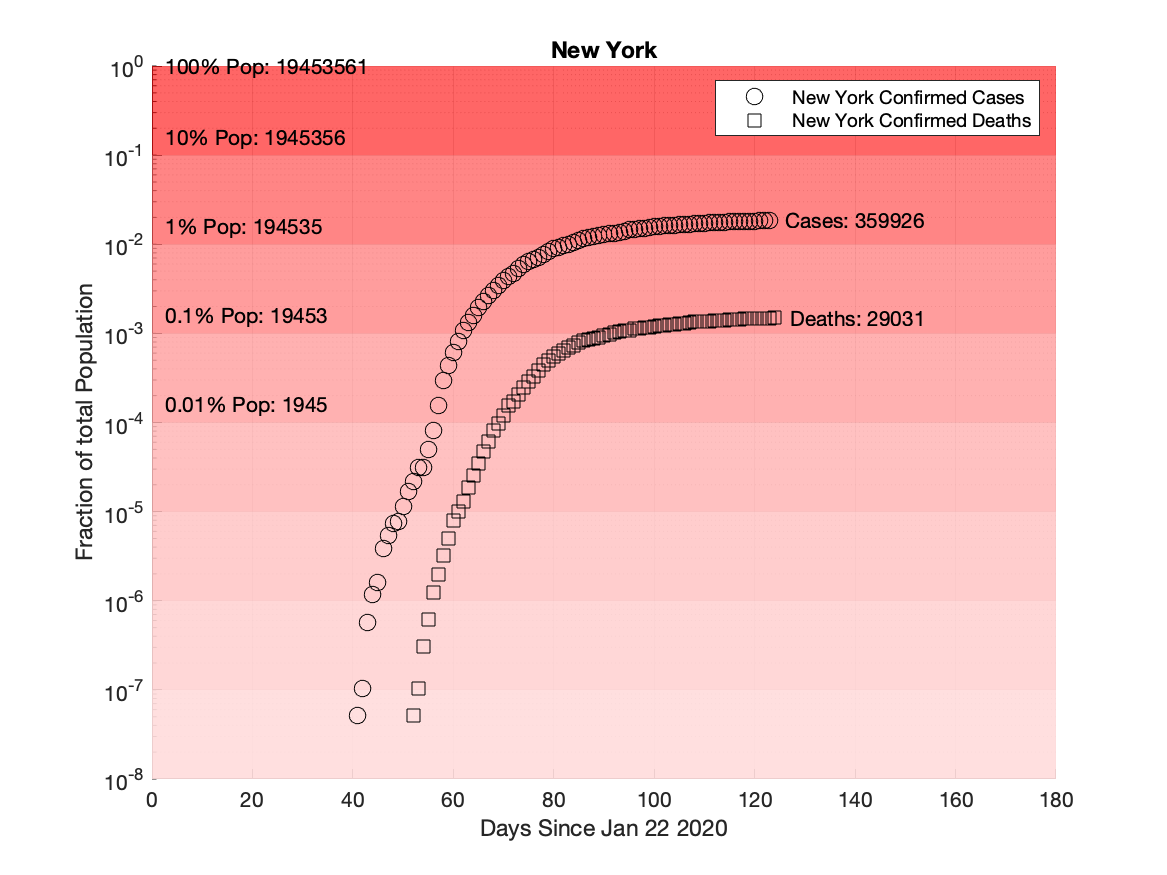 New York
10^0
100% Pop: 19453561
New York Confirmed Cases
New York Confirmed Deaths
10% Pop: 1945356
10^-1
1% Pop: 194535
Cases: 359926
10^-2
0.1% Pop: 19453
Deaths: 29031
10^-3
0.01% Pop: 1945
10^-4
10^-5
10^-6
10^-7
10^-8
Fraction of total Population
0 20 40 60 80 100 120 140 160 180
Days Since Jan 22 2020